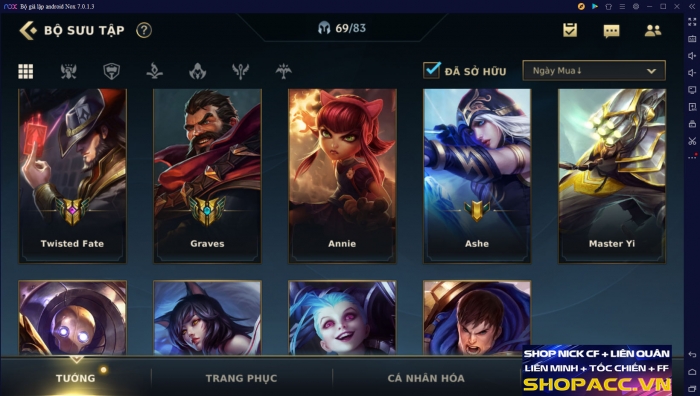 nox Bộ giả lập android Nox 7.0.1.3
BỘ SƯU TẬP ?
69/83
ĐÃ SỞ HỮU
Ngày Mua↓
Twisted Fate
Graves
Annie
Ashe
Master Yi
TƯỚNG
TRANG PHỤC
CÁ NHÂN HÓA
SHOP NICK CF + LIÊN QUÂN
LIÊN MINH + TỐC CHIẾN + FF
SHOPACC.VN